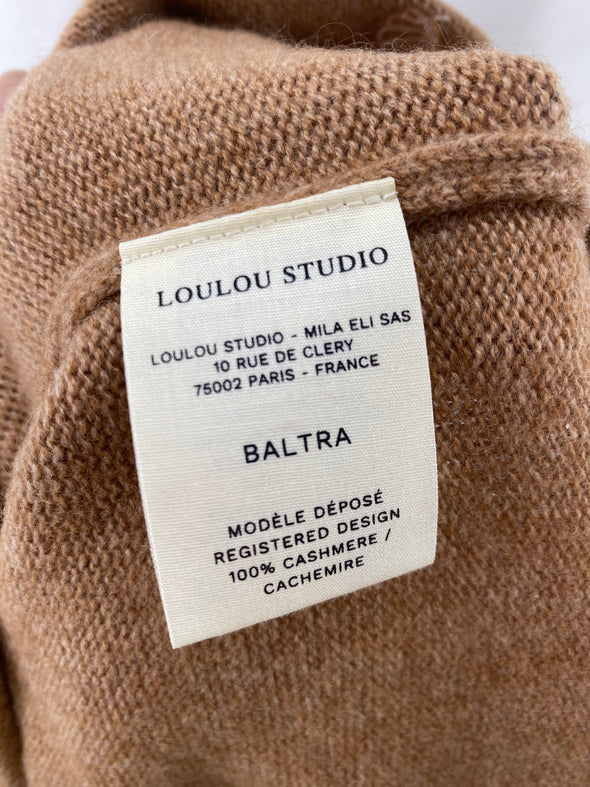 LOULOU STUDIO
LOULOU STUDIO - MILA ELI SAS
10 RUE DE CLERY
75002 PARIS - FRANCE
BALTRA
MODÈLE DÉPOSÉ
REGISTERED DESIGN
100% CASHMERE /
CACHEMIRE